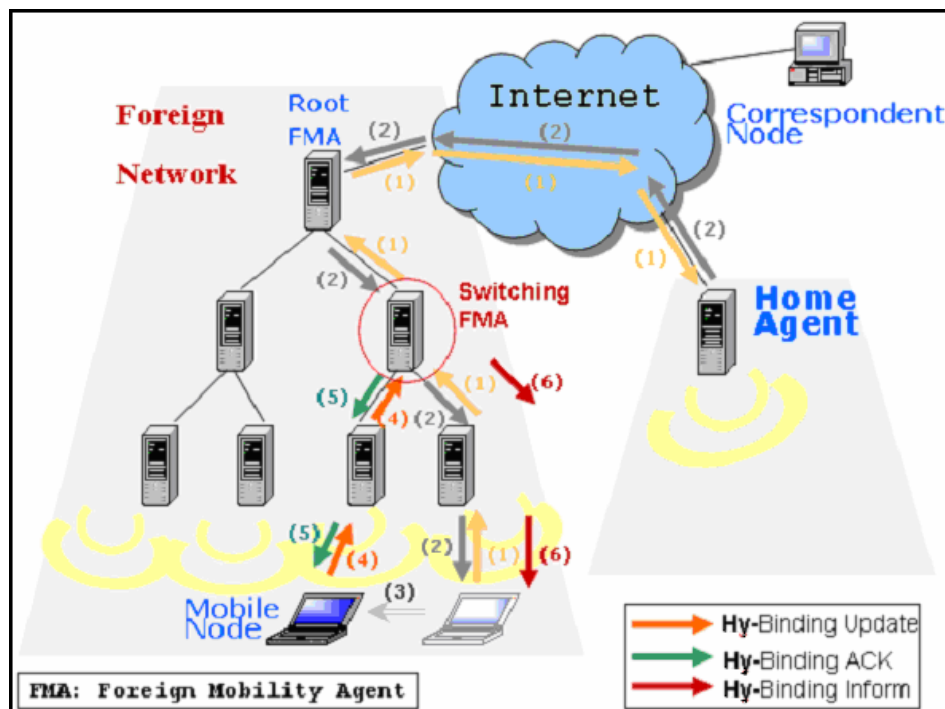 Foreign
Network
Root
FMA
Internet
Correspondent
Node
(2)
(2)
(1)
(1)
(2)
(1)
(1)
(2)
Switching
FMA
Home
Agent
(5)
(4)
(1)
(2)
(6)
(5)
(4)
(2)
(1)
(6)
(3)
Mobile
Node
Hy-Binding Update
Hy-Binding ACK
Hy-Binding Inform
FMA: Foreign Mobility Agent